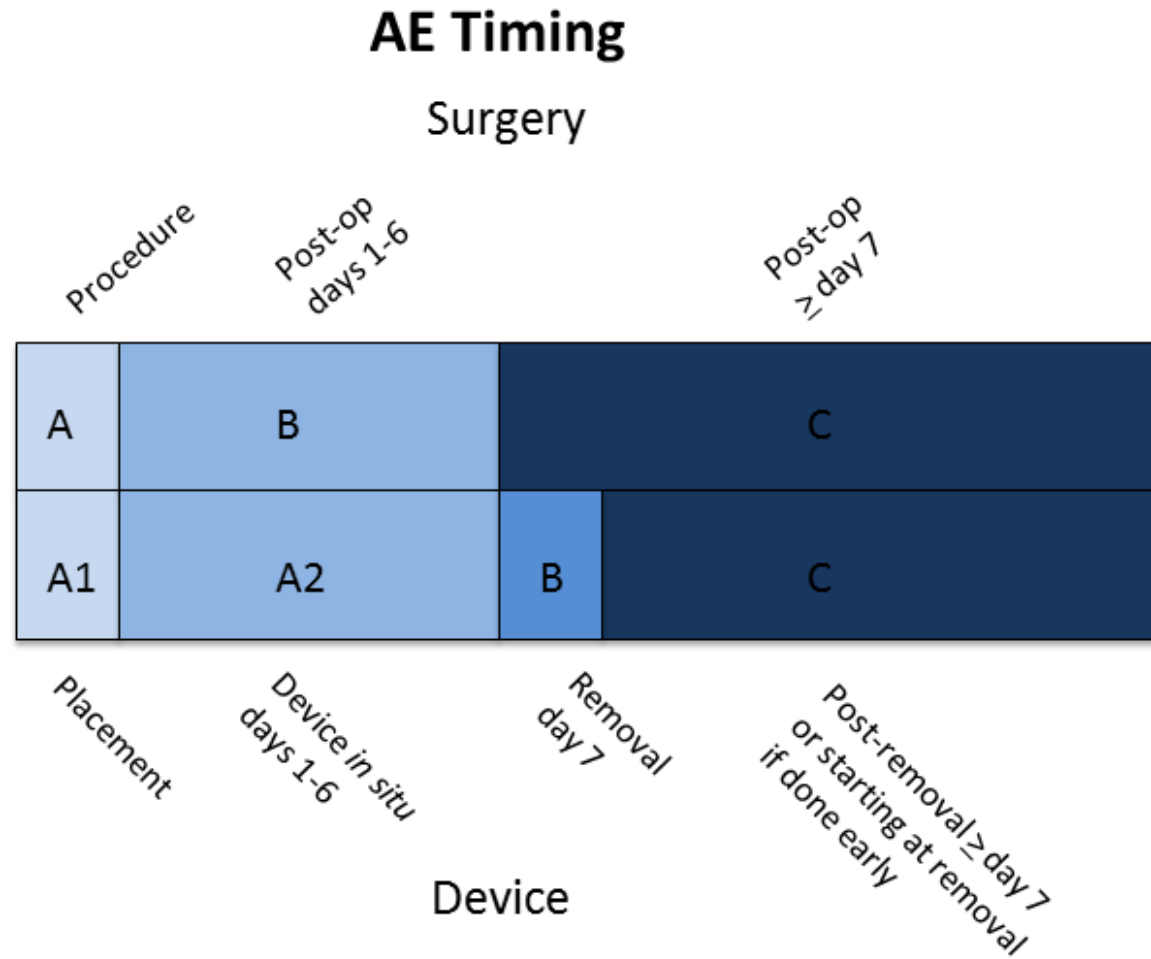 AE Timing
Surgery
Procedure
Post-op
days 1-6
Post-op
≥ day 7
A
B
C
A1
A2
B
C
Placement
Device in situ
days 1-6
Removal
day 7
Post-removal ≥ day 7
or starting at removal
if done early
Device